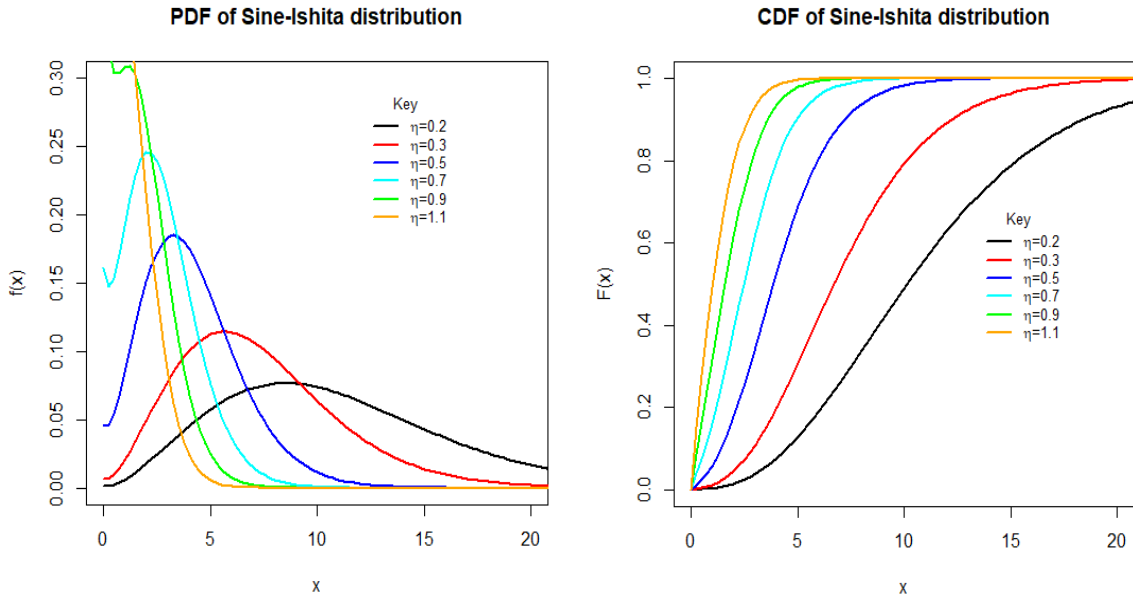 PDF of Sine-Ishita distribution
f(x)
0.30
0.25
0.20
0.15
0.10
0.05
0.00
Key
η=0.2
η=0.3
η=0.5
η=0.7
η=0.9
η=1.1
0 5 10 15 20
x
CDF of Sine-Ishita distribution
F(x)
1.0
0.8
0.6
0.4
0.2
0.0
Key
η=0.2
η=0.3
η=0.5
η=0.7
η=0.9
η=1.1
0 5 10 15 20
x